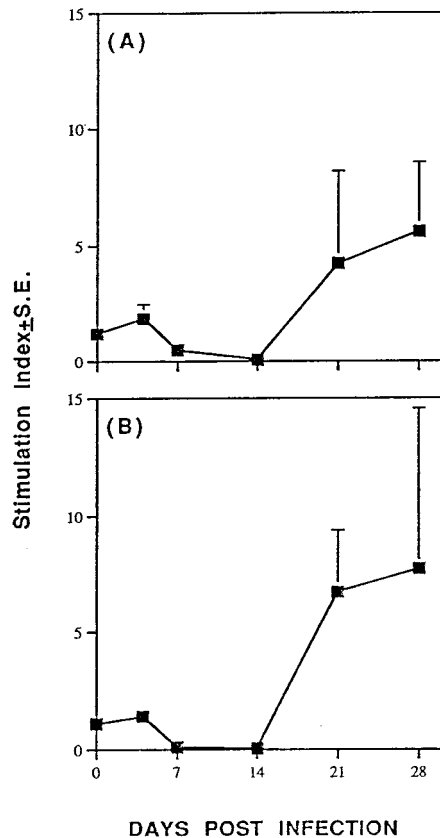 15
(A)
10
5
0
15
(B)
10
5
0
Stimulation Index±S.E.
0 7 14 21 28
DAYS POST INFECTION